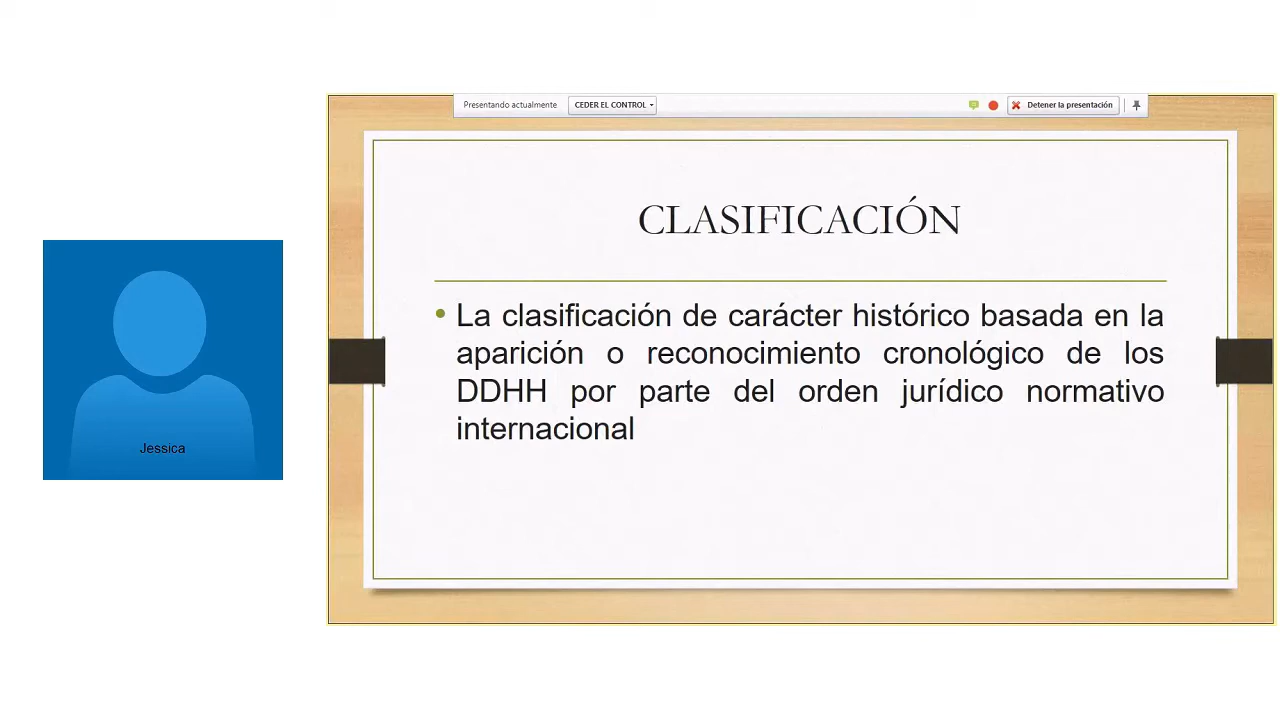 Presentando actualmente CEDER EL CONTROL Detener la presentación
CLASIFICACIÓN
• La clasificación de carácter histórico basada en la
aparición o reconocimiento cronológico de los
DDHH por parte del orden jurídico normativo
internacional
Jessica